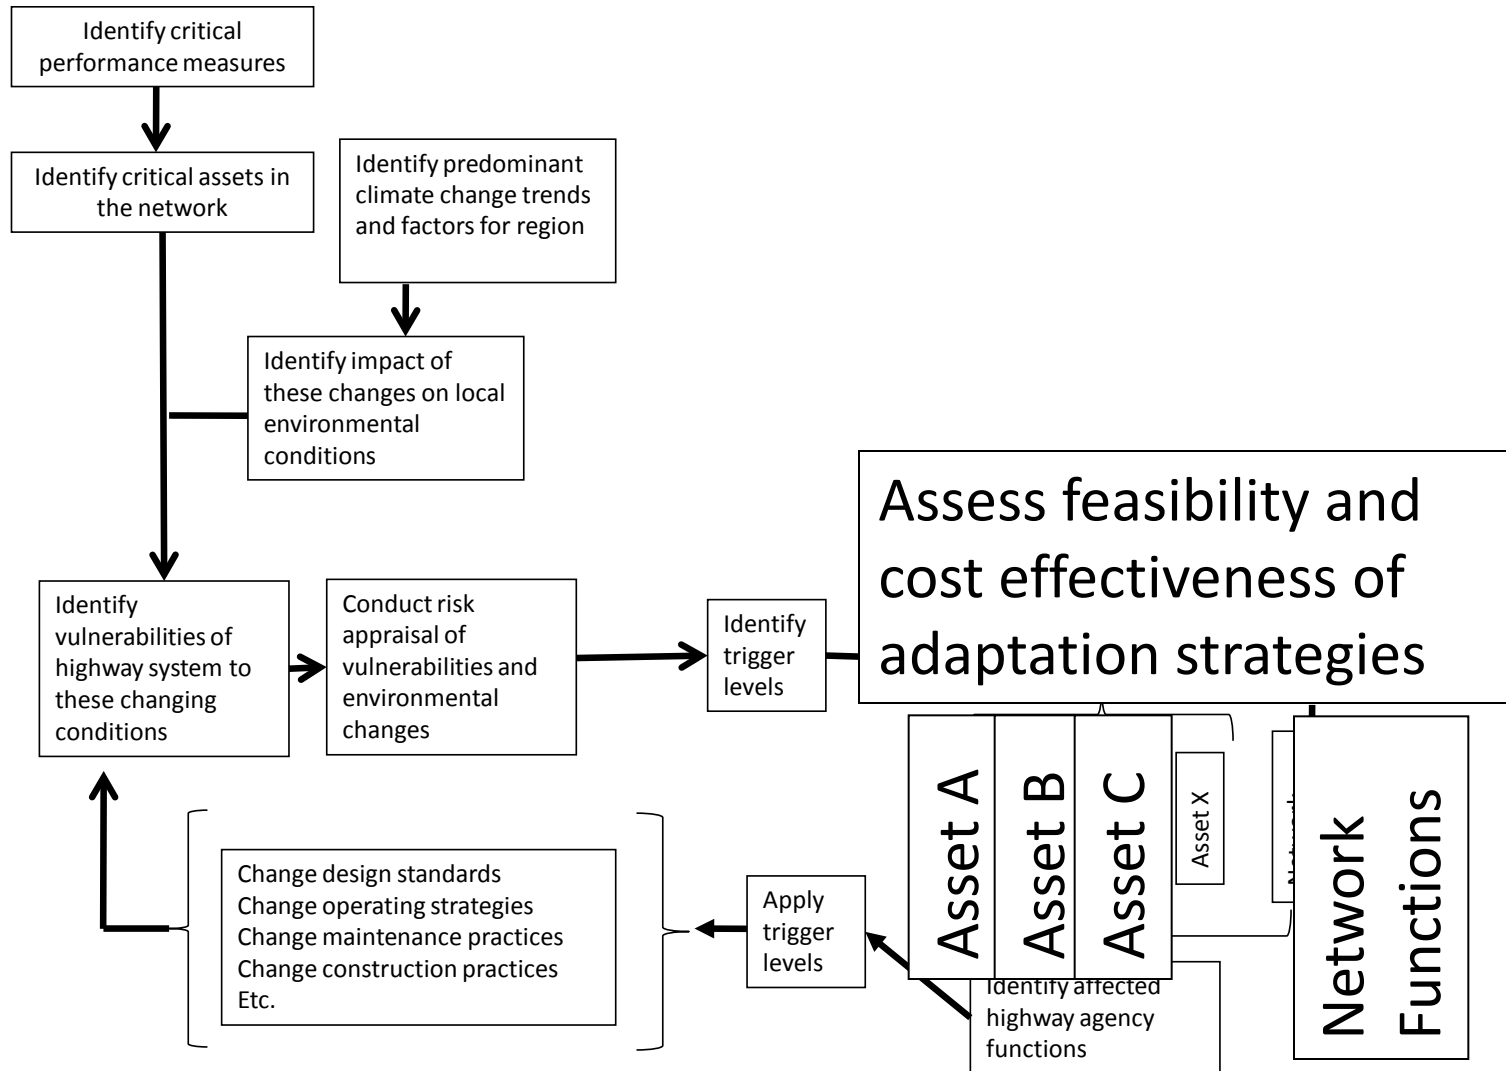 Identify critical
performance measures
Identify critical assets in
the network
Identify predominant
climate change trends
and factors for region
Identify impact of
these changes on local
environmental
conditions
Identify
vulnerabilities of
highway system to
these changing
conditions
Conduct risk
appraisal of
vulnerabilities and
environmental
changes
Identify
trigger
levels
Assess feasibility and
cost effectiveness of
adaptation strategies
Asset A
Asset B
Asset C
Asset X
Network
Functions
Identify affected
highway agency
functions
Apply
trigger
levels
Change design standards
Change operating strategies
Change maintenance practices
Change construction practices
Etc.